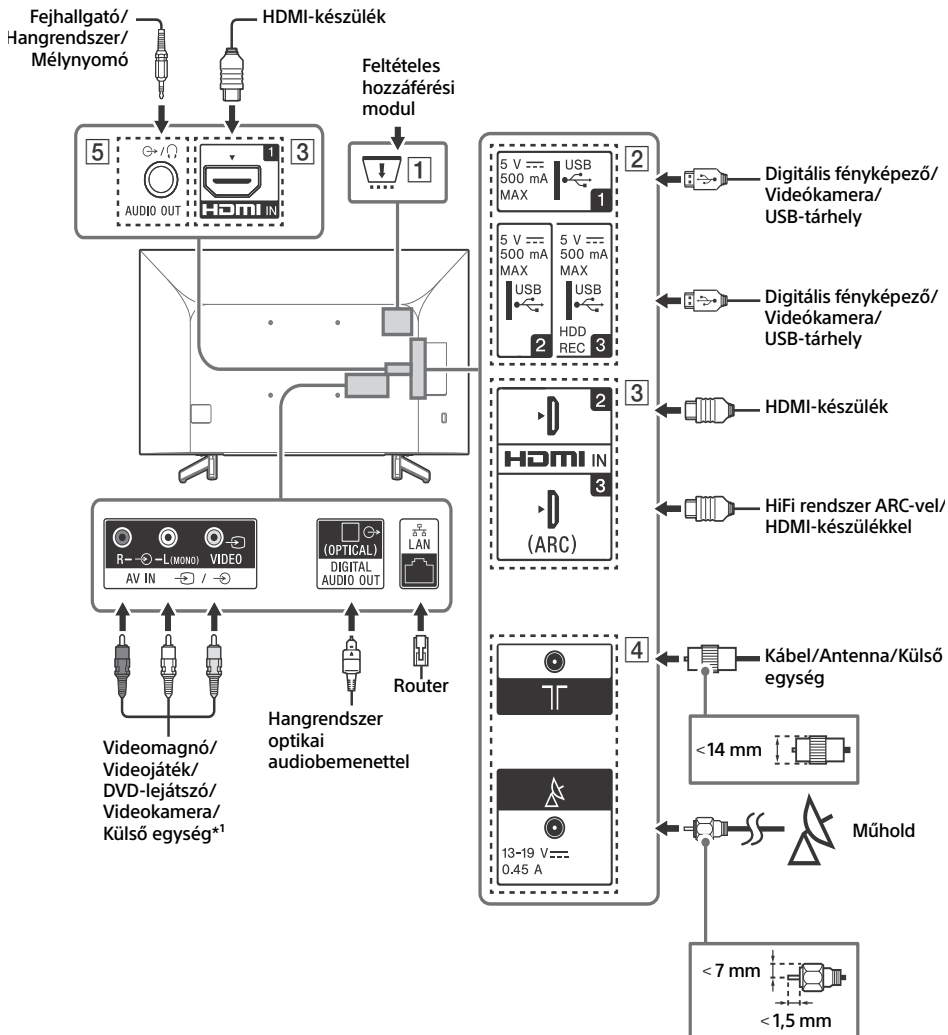 Fejhallgató/
Hangrendszer/
Mélynyomó
HDMI-készülék
Feltételes
hozzáférési
modul
5
AUDIO OUT
1
HDMI IN
3
1
2
5 V
500 mA
MAX
USB
1
Digitális fényképező/
Videókamera/
USB-tárhely
5 V
500 mA
MAX
USB
2
5 V
500 mA
MAX
USB
HDD
REC 3
Digitális fényképező/
Videókamera/
USB-tárhely
3
2
HDMI-készülék
HDMI IN
3
(ARC)
HiFi rendszer ARC-vel/
HDMI-készülékkel
R- -L(MONO) VIDEO
AV IN /
(OPTICAL)
DIGITAL
AUDIO OUT
LAN
Router
Hangrendszer
optikai
audiobemenettel
Videomagnó/
Videojáték/
DVD-lejátszó/
Videokamera/
Külső egység*1
4
Kábel/Antenna/Külső
egység
<14 mm
13-19 V
0.45 A
Műhold
<7 mm
<1,5 mm